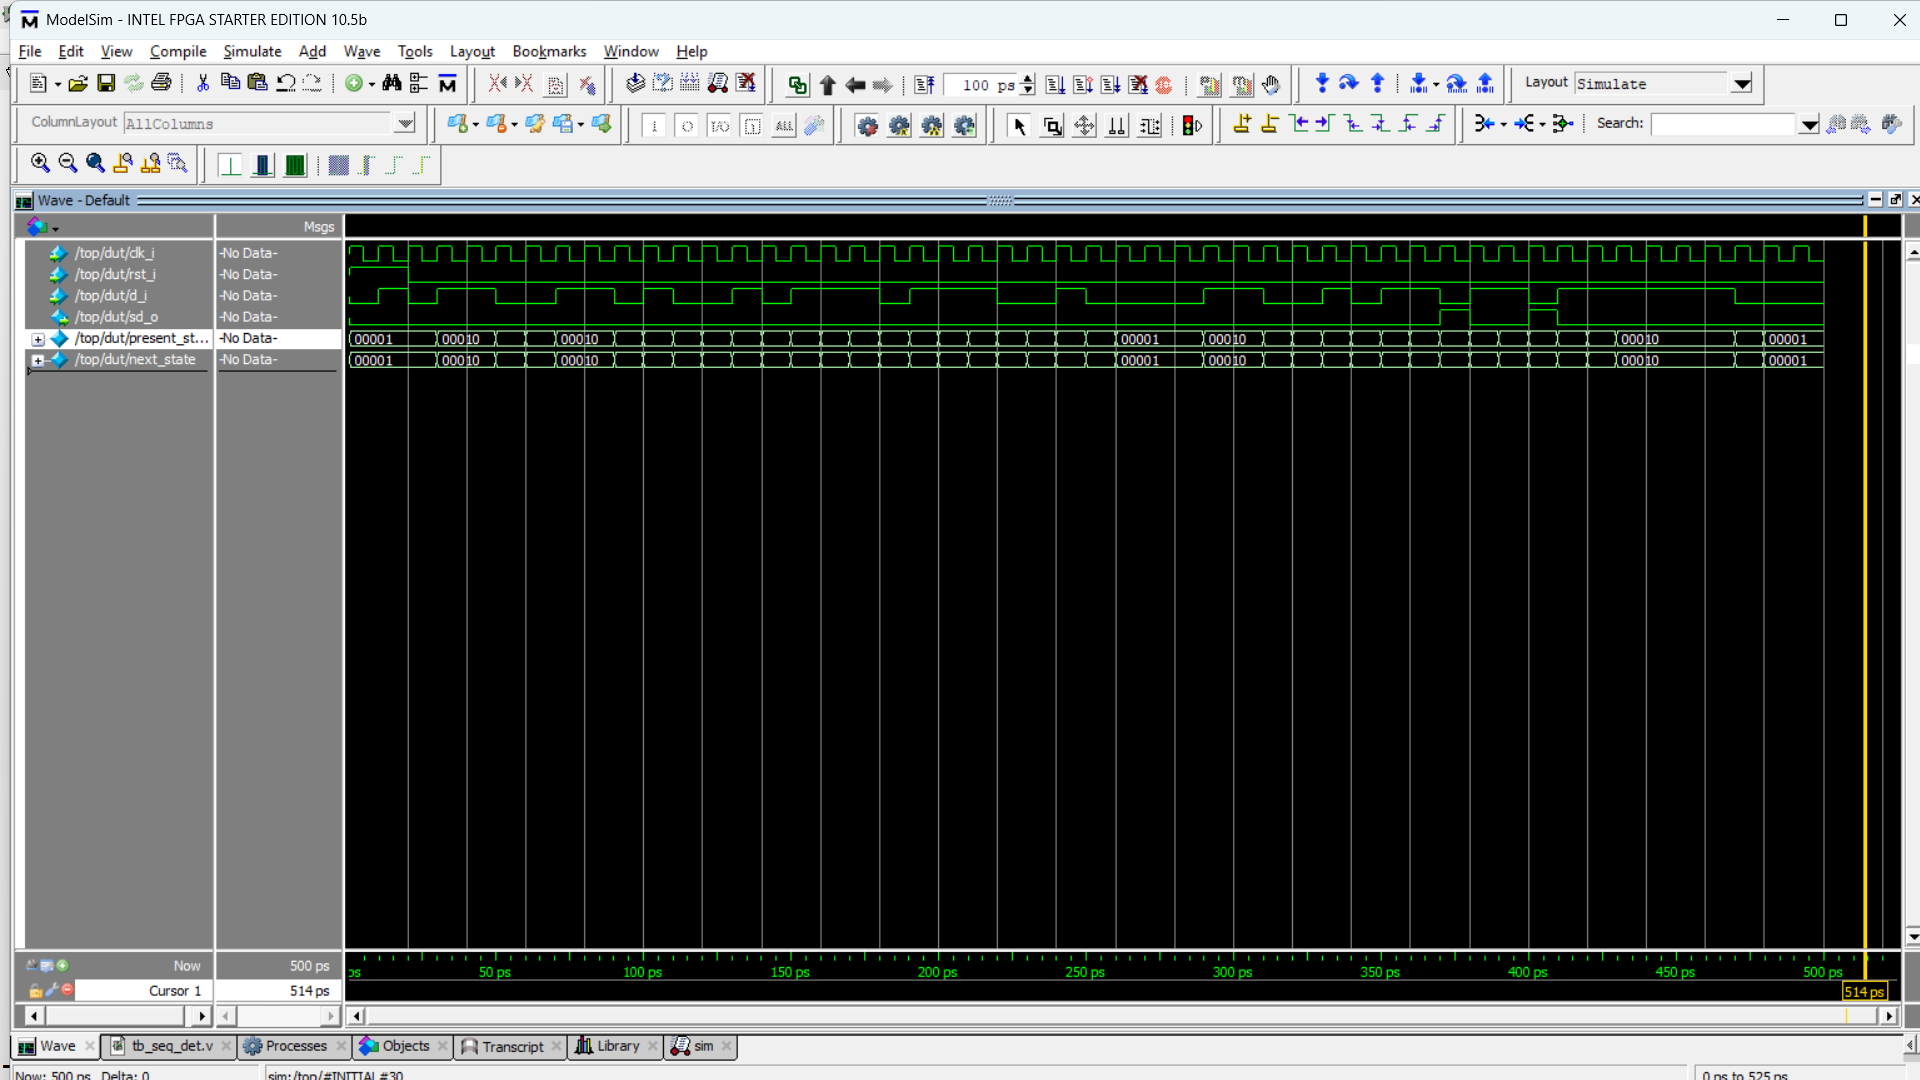 ModelSim - INTEL FPGA STARTER EDITION 10.5b
File Edit View Compile Simulate Add Wave Tools Layout Bookmarks Window Help
100 ps Layout Simulate
ColumnLayout AllColumns Search:
Wave - Default
Msgs
/top/dut/clk_i -No Data-
/top/dut/rst_i -No Data-
/top/dut/d_i -No Data-
/top/dut/sd_o -No Data-
/top/dut/present_st... -No Data- 00001 00010 00010 00001 00010 00010 00001
/top/dut/next_state -No Data- 00001 00010 00010 00001 00010 00010 00001
Now 500 ps ps 50 ps 100 ps 150 ps 200 ps 250 ps 300 ps 350 ps 400 ps 450 ps 500 ps
Cursor 1 514 ps 514 ps
Wave tb_seq_det.v Processes Objects Transcript Library sim
Now: 500 ps Delta: 0 sim:/top/#INITIAL#30 0 ps to 525 ps